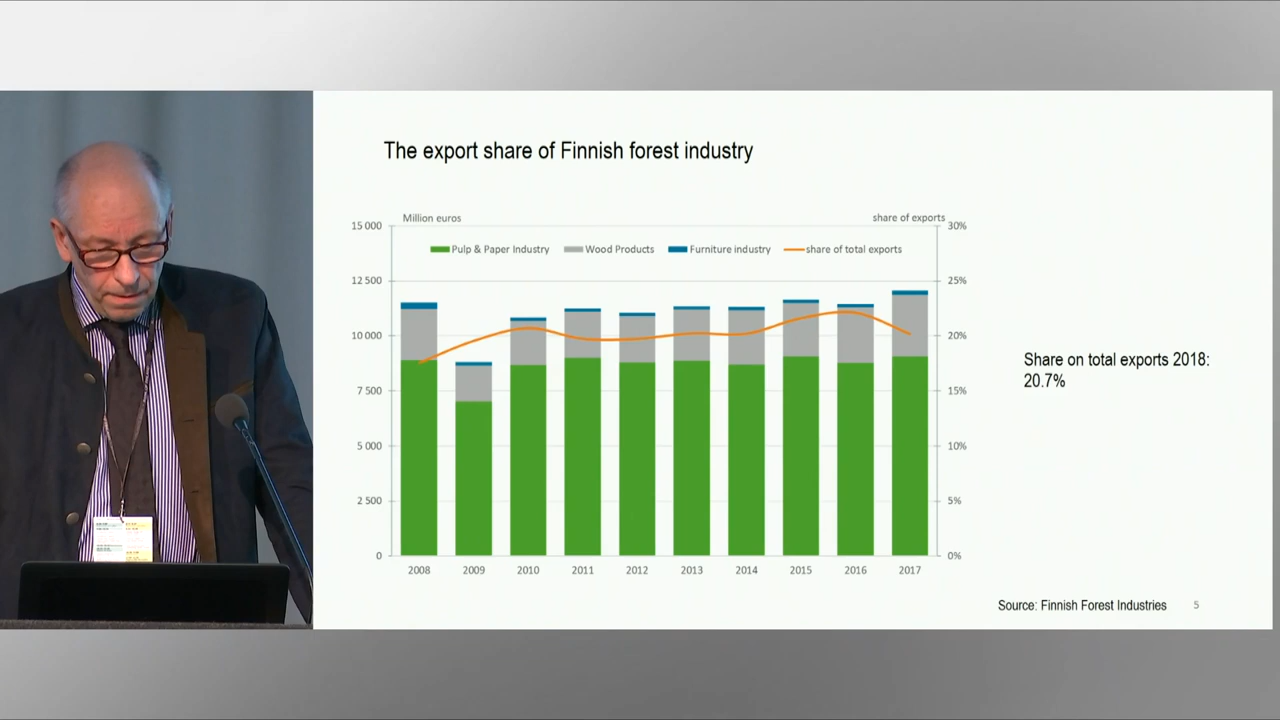 The export share of Finnish forest industry
Million euros
share of exports
15 000
30%
Pulp & Paper Industry
Wood Products
Furniture industry
share of total exports
12 500
25%
10 000
20%
Share on total exports 2018:
20.7%
7 500
15%
5 000
10%
2 500
5%
0
0%
2008 2009 2010 2011 2012 2013 2014 2015 2016 2017
Source: Finnish Forest Industries
5